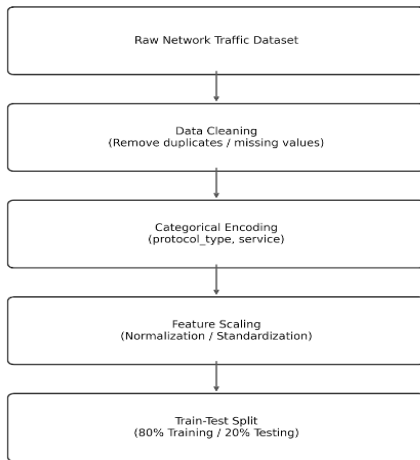 Raw Network Traffic Dataset
Data Cleaning
(Remove duplicates / missing values)
Categorical Encoding
(protocol_type, service)
Feature Scaling
(Normalization / Standardization)
Train-Test Split
(80% Training / 20% Testing)